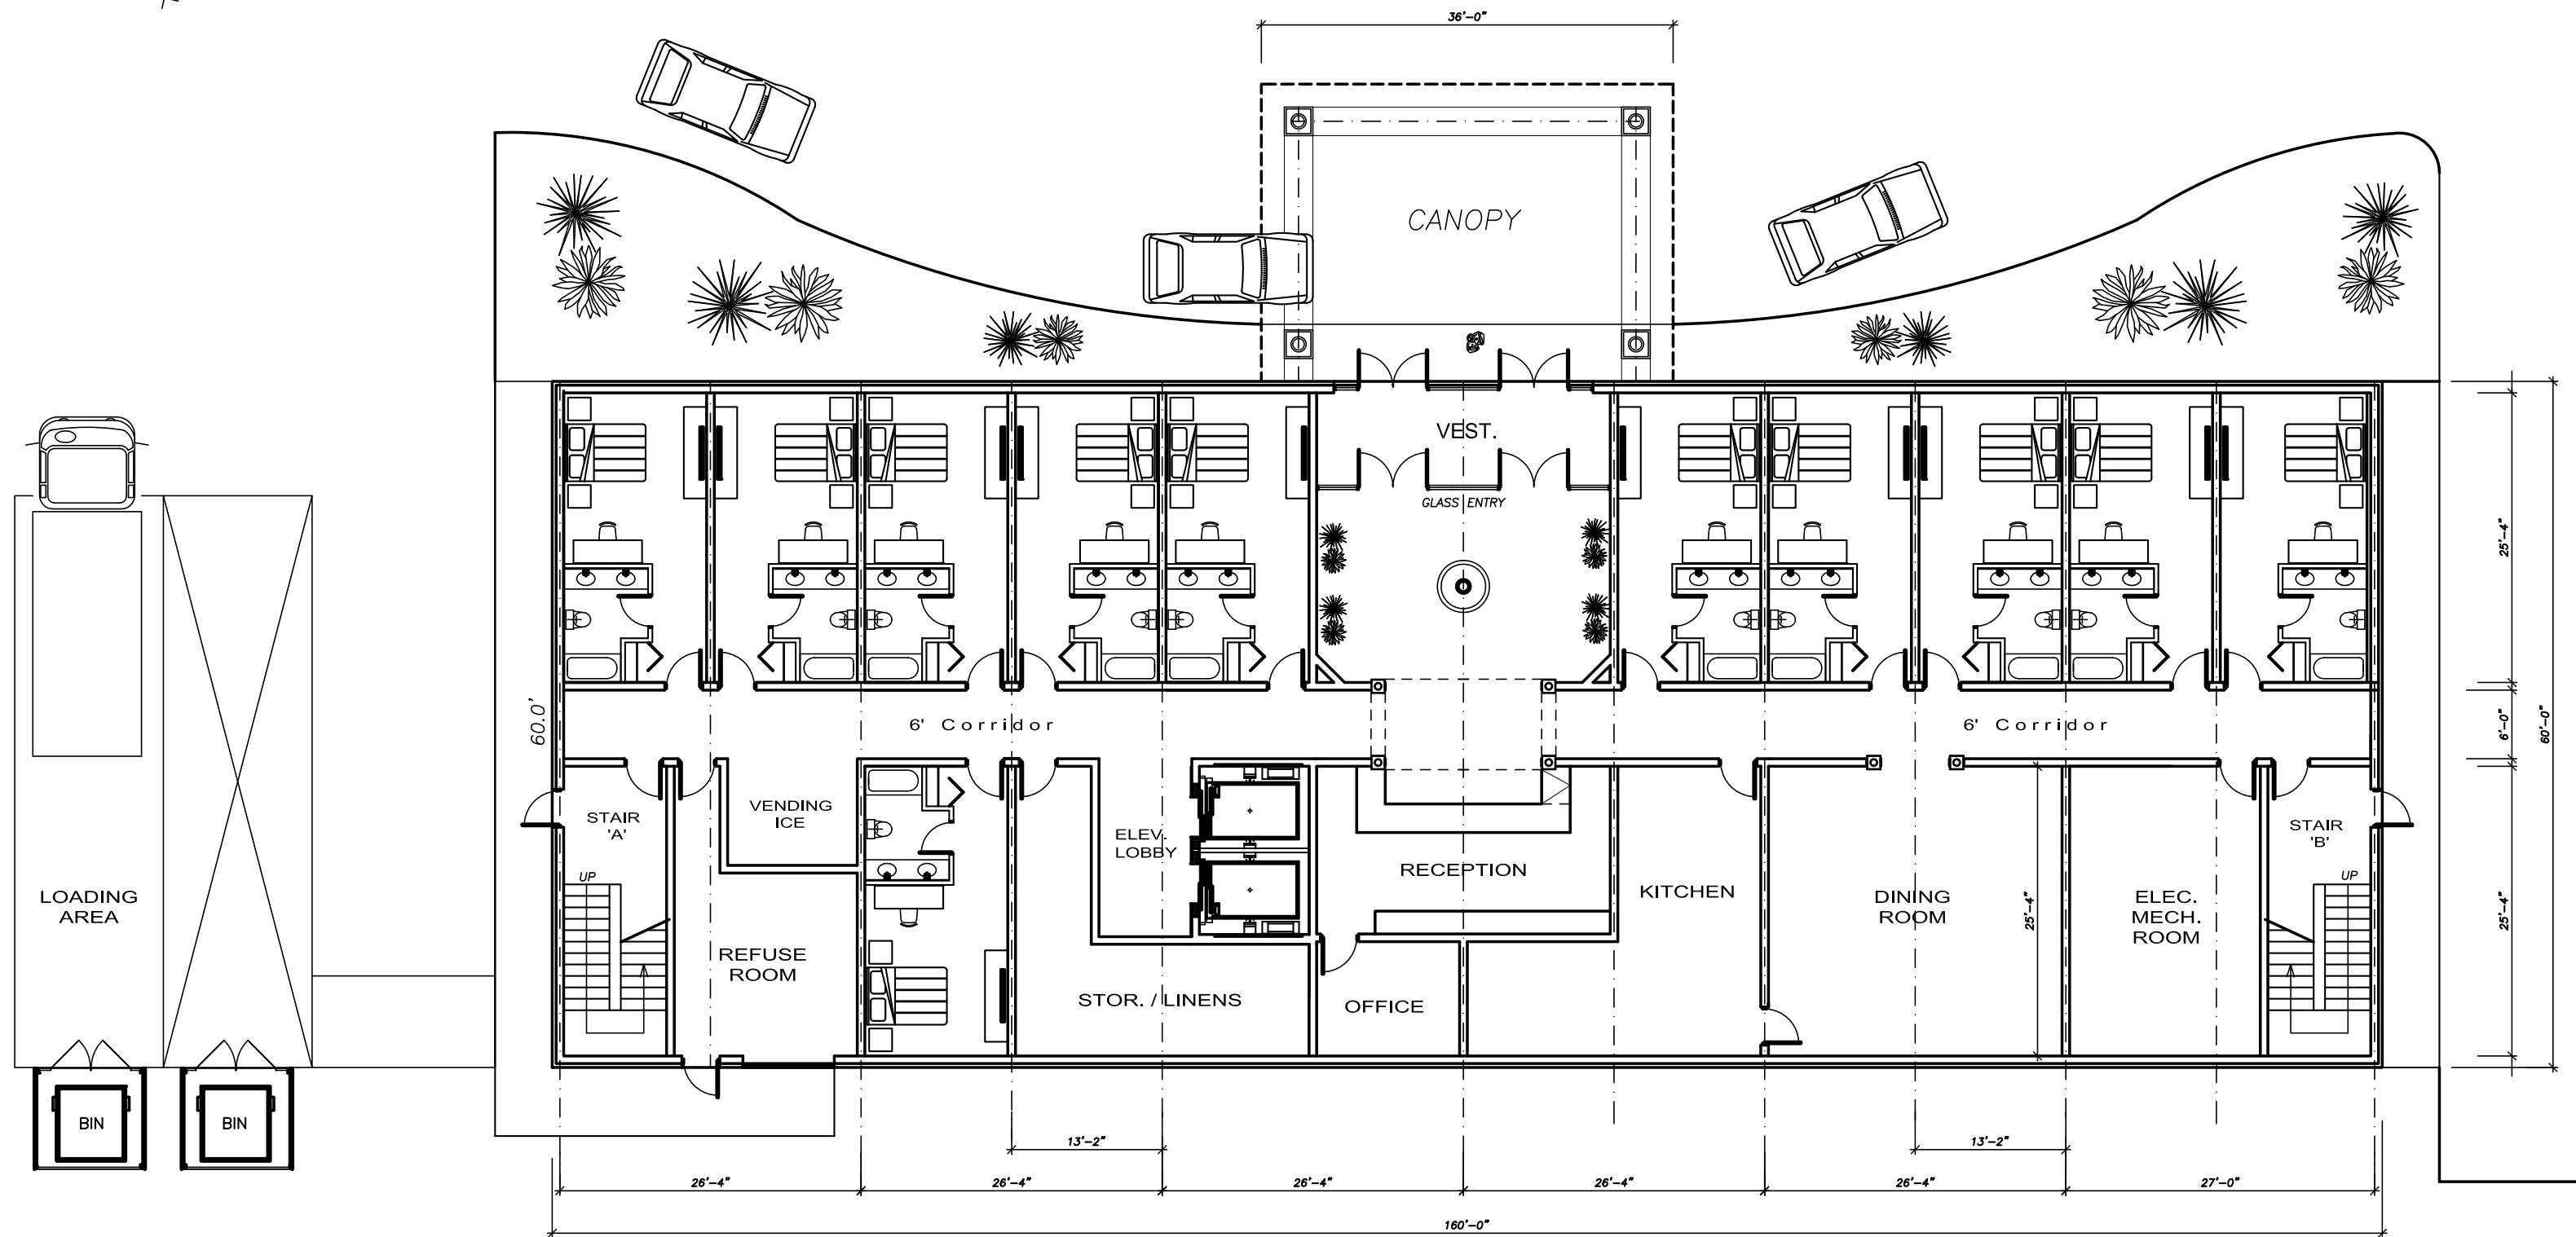 36'-0"
CANOPY
VEST.
GLASS ENTRY
25'-4"
60.0'
6' Corridor
6' Corridor
6'-0"
60'-0"
STAIR
'A'
VENDING
ICE
ELEV.
LOBBY
RECEPTION
KITCHEN
DINING
ROOM
25'-4"
ELEC.
MECH.
ROOM
STAIR
'B'
UP
UP
25'-4"
LOADING
AREA
REFUSE
ROOM
STOR. / LINENS
OFFICE
BIN
BIN
13'-2"
13'-2"
26'-4"
26'-4"
26'-4"
26'-4"
26'-4"
27'-0"
160'-0"